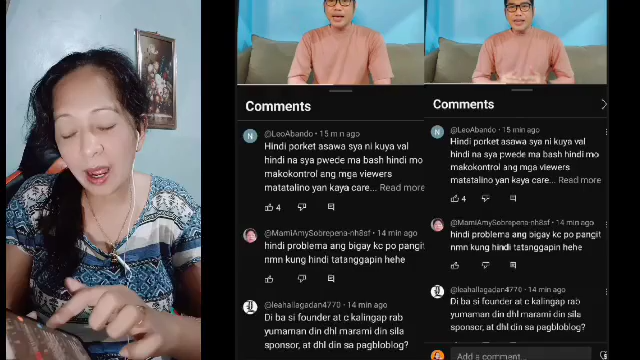 Comments
@LeoAbando • 15 min ago
Hindi porket asawa sya ni kuya val
hindi na sya pwede ma bash hindi mo
makokontrol ang mga viewers
matatalino yan kaya care... Read more
4
@MamiAmySobrepena-nh8sf • 14 min ago
hindi problema ang bigay kc po pangit
nmn kung hindi tatanggapin hehe
@leahallagadan4770 • 14 min ago
Di ba si founder at c kalingap rab
yumaman din dhl marami din sila
sponsor, at dhl din sa pagbloblog?
Comments
@LeoAbando • 15 min ago
Hindi porket asawa sya ni kuya val
hindi na sya pwede ma bash hindi mo
makokontrol ang mga viewers
matatalino yan kaya care... Read more
4
@MamiAmySobrepena-nh8sf • 14 min ago
hindi problema ang bigay kc po pangit
nmn kung hindi tatanggapin hehe
@leahallagadan4770 • 14 min ago
Di ba si founder at c kalingap rab
yumaman din dhl marami din sila
sponsor, at dhl din sa pagbloblog?
Add a comment...